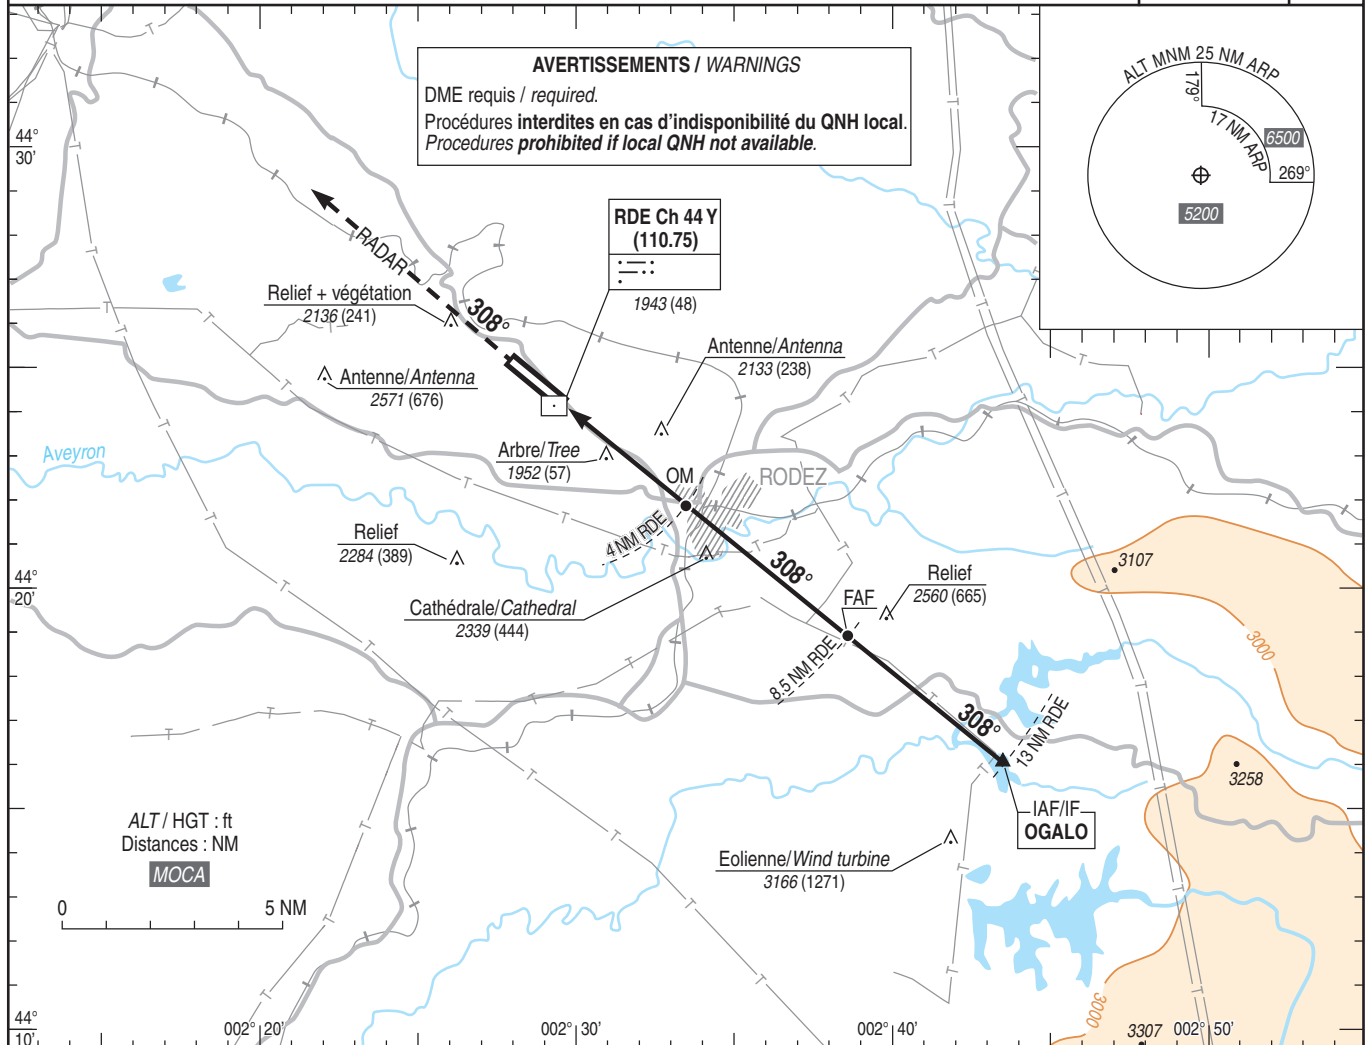 AVERTISSEMENTS / WARNINGS
DME requis / required.
Procédures interdites en cas d'indisponibilité du QNH local.
Procedures prohibited if local QNH not available.
ALT MNM 25 NM ARP
179°
17 NM ARP
6500
269°
5200
44°
30'
RDE Ch 44 Y
(110.75)
1943 (48)
RADAR
308°
Relief + végétation
2136 (241)
Antenne/Antenna
2133 (238)
Antenne/Antenna
2571 (676)
Arbre/Tree
1952 (57)
Aveyron
OM
RODEZ
4 NM RDE
Relief
2284 (389)
308°
3107
Relief
2560 (665)
FAF
44°
20'
Cathédrale/Cathedral
2339 (444)
8.5 NM RDE
3000
308°
13 NM RDE
3258
IAF/IF
OGALO
ALT / HGT : ft
Distances : NM
MOCA
Eolienne/Wind turbine
3166 (1271)
0 5 NM
3000
3307
44°
10'
002° 20'
002° 30'
002° 40'
002° 50'